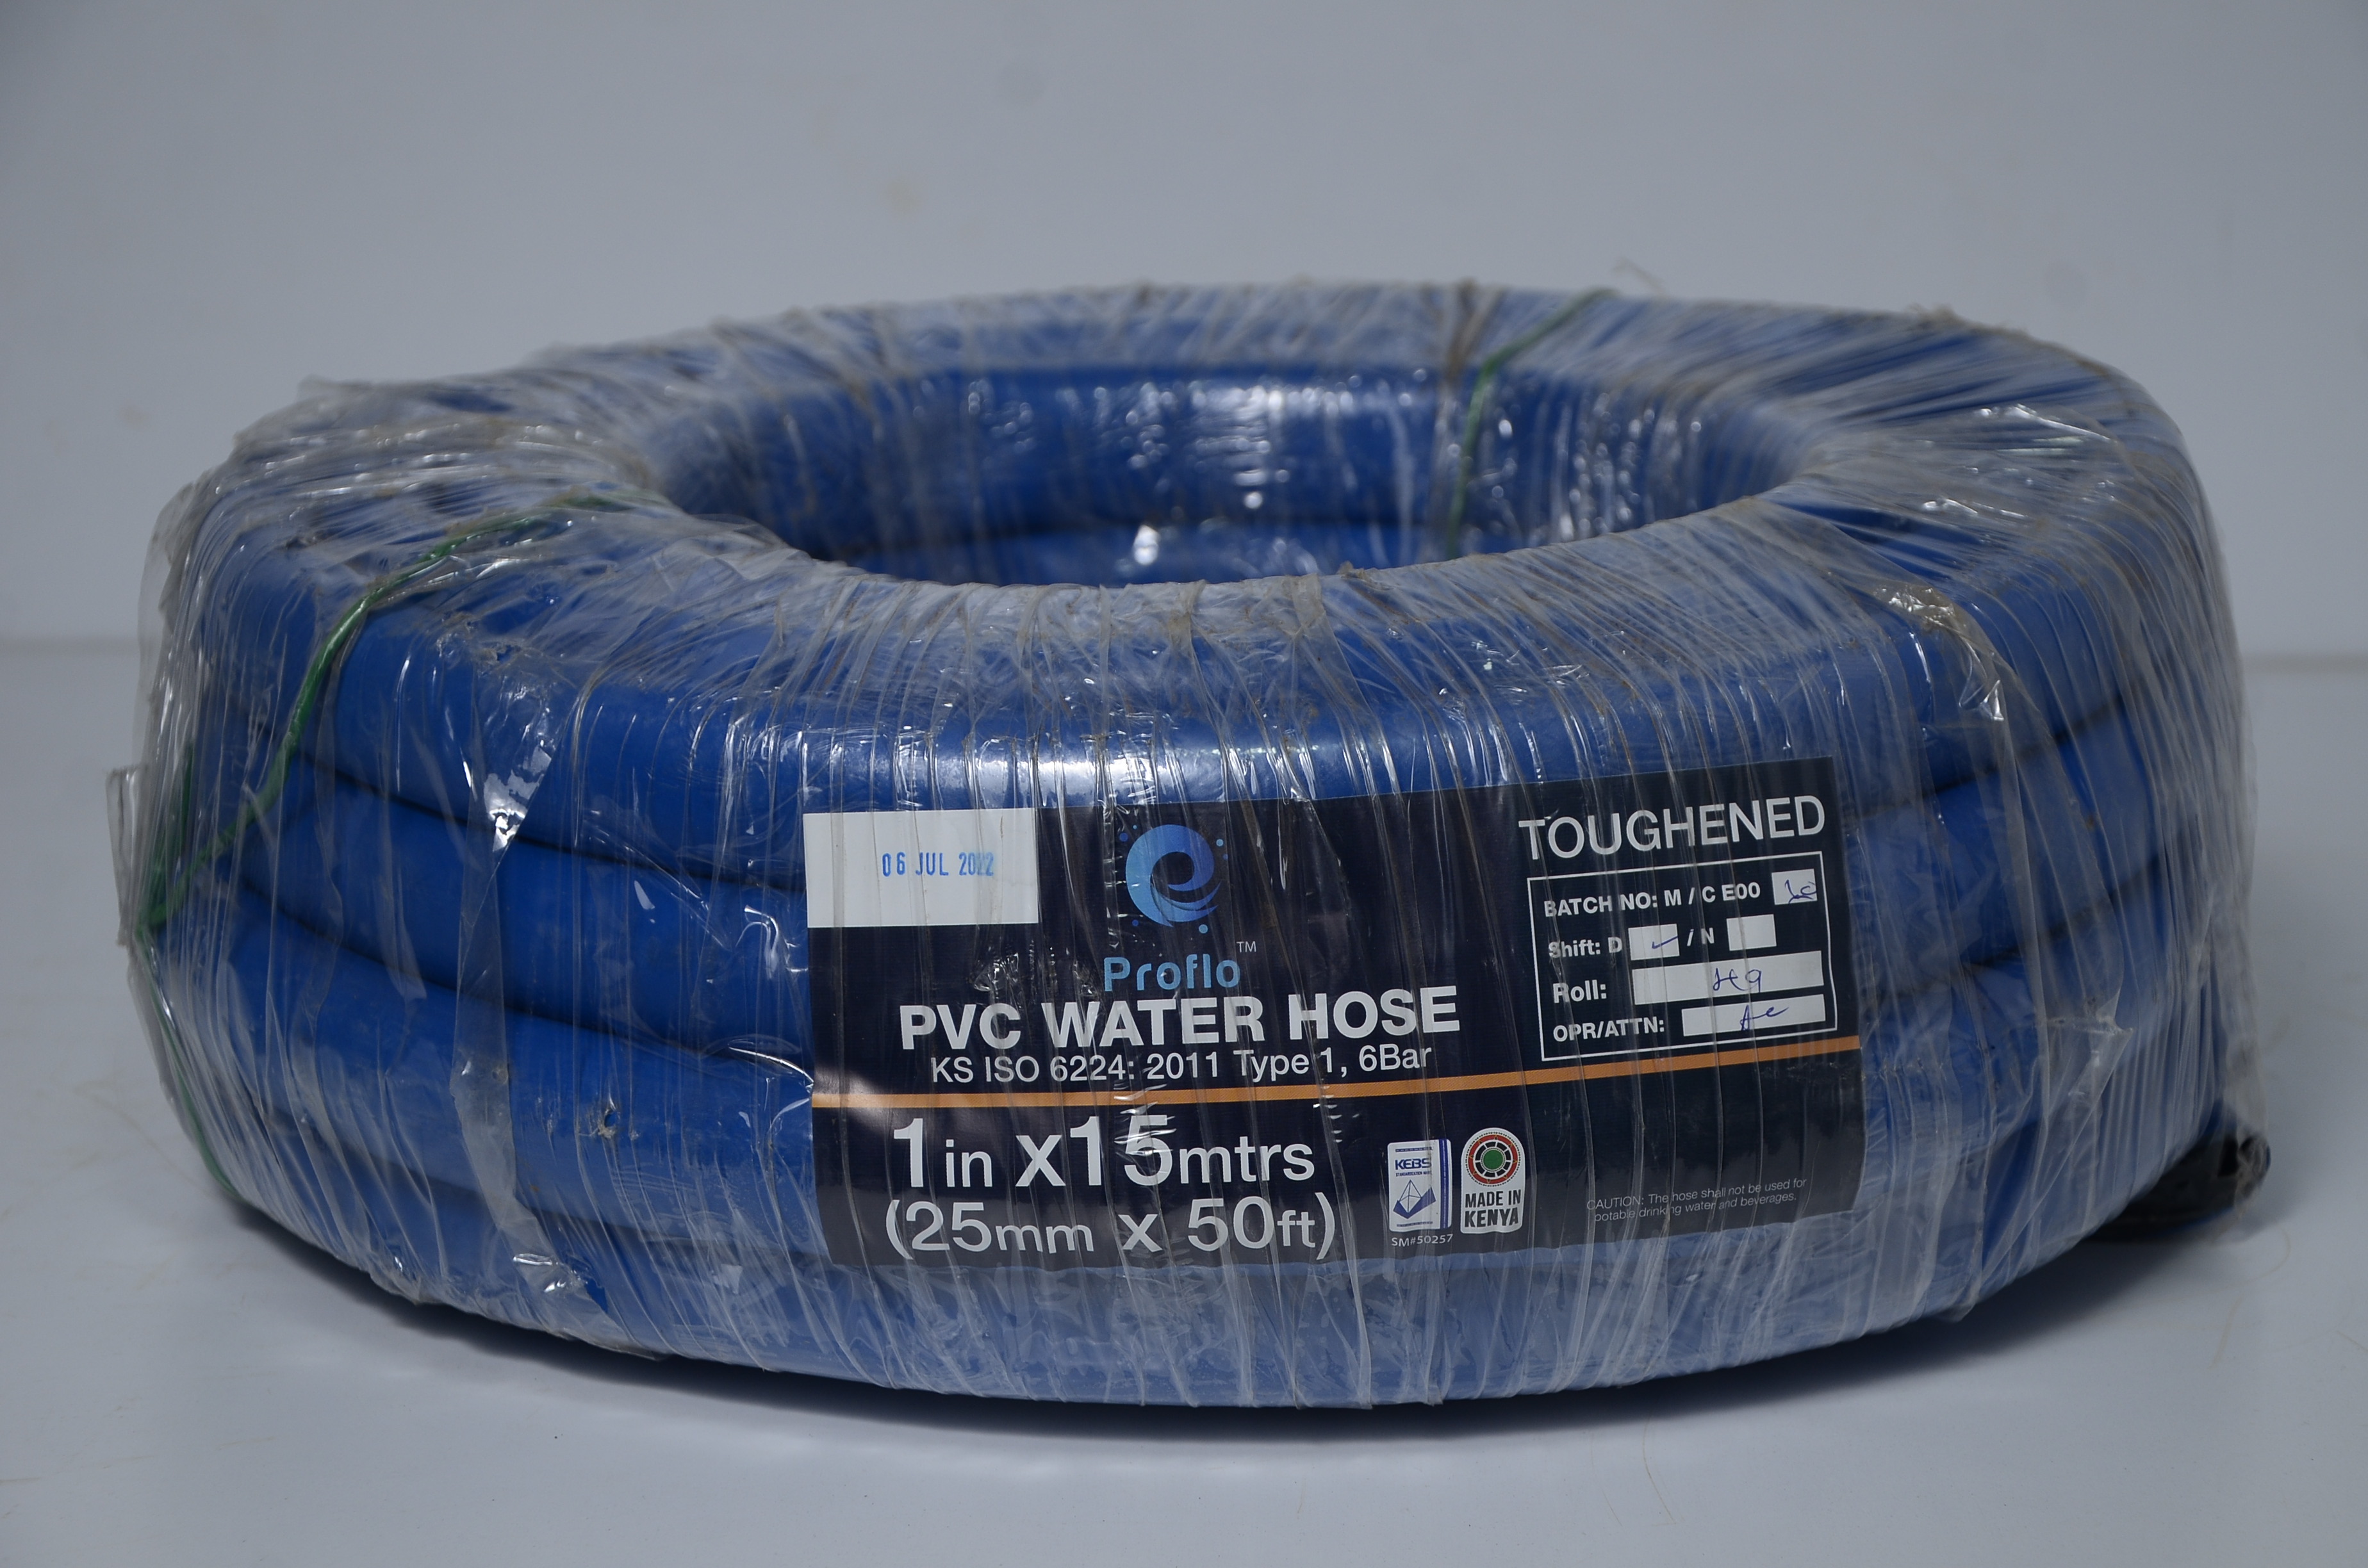 06 JUL 2022
Proflo™
PVC WATER HOSE
KS ISO 6224: 2011 Type 1, 6Bar
1in x15mtrs
(25mm x 50ft)
KEBS
SM#50257
MADE IN
KENYA
TOUGHENED
BATCH NO: M / C E00
Shift: D ✓ / N
Roll: H9
OPR/ATTN:
CAUTION: The hose shall not be used for
potable drinking water and beverages.